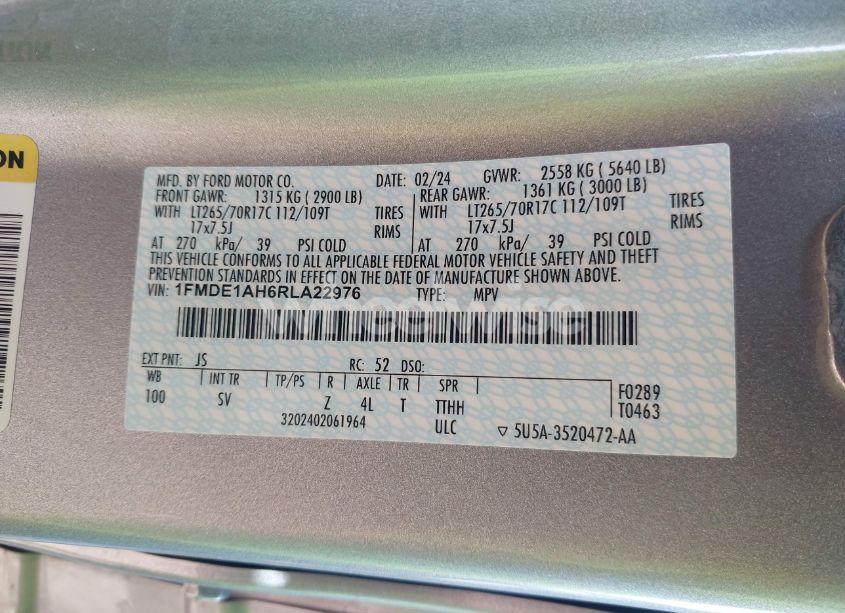 ON
MFD. BY FORD MOTOR CO. DATE: 02/24 GVWR: 2558 KG ( 5640 LB)
FRONT GAWR: 1315 KG ( 2900 LB) REAR GAWR: 1361 KG ( 3000 LB)
WITH LT265/70R17C 112/109T TIRES WITH LT265/70R17C 112/109T TIRES
17x7.5J RIMS 17x7.5J RIMS
AT 270 kPa/ 39 PSI COLD AT 270 kPa/ 39 PSI COLD
THIS VEHICLE CONFORMS TO ALL APPLICABLE FEDERAL MOTOR VEHICLE SAFETY AND THEFT
PREVENTION STANDARDS IN EFFECT ON THE DATE OF MANUFACTURE SHOWN ABOVE.
VIN: 1FMDE1AH6RLA22976 TYPE: MPV
wheelwise
EXT PNT: JS RC: 52 DSO:
WB INT TR TP/PS R AXLE TR SPR F0289
100 SV Z 4L T TTHH T0463
3202402061964 ULC ▽ 5U5A-3520472-AA